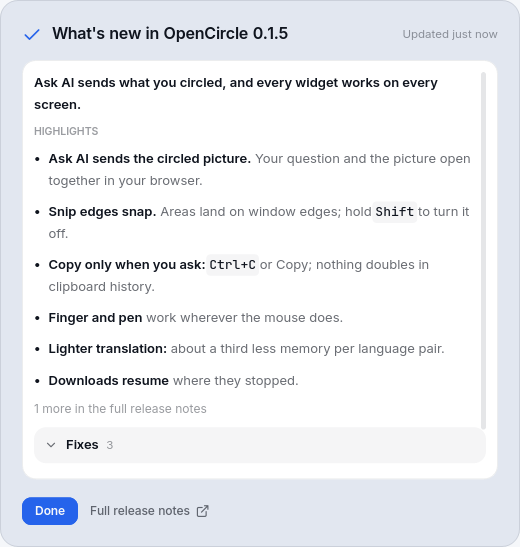 What's new in OpenCircle 0.1.5
Updated just now
Ask AI sends what you circled, and every widget works on every
screen.
HIGHLIGHTS
• Ask AI sends the circled picture. Your question and the picture open
together in your browser.
• Snip edges snap. Areas land on window edges; hold Shift to turn it
off.
• Copy only when you ask: Ctrl+C or Copy; nothing doubles in
clipboard history.
• Finger and pen work wherever the mouse does.
• Lighter translation: about a third less memory per language pair.
• Downloads resume where they stopped.
1 more in the full release notes
Fixes 3
Done
Full release notes